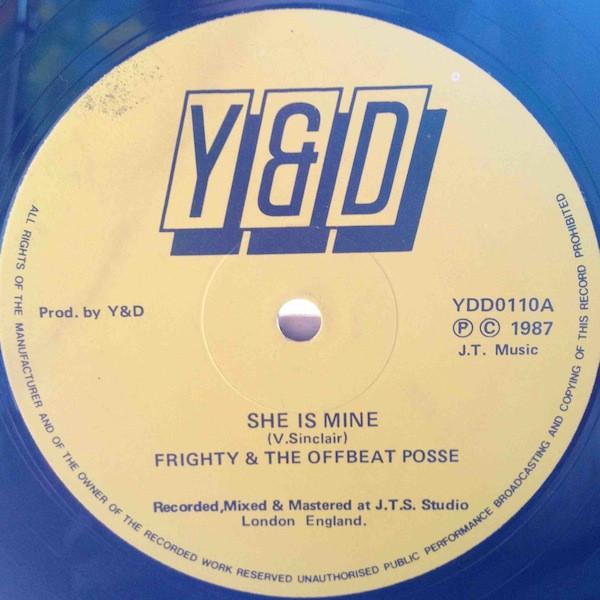 Y&D
Prod. by Y&D
YDD0110A
Ⓟ © 1987
J.T. Music
SHE IS MINE
(V.Sinclair)
FRIGHTY & THE OFFBEAT POSSE
Recorded,Mixed & Mastered at J.T.S. Studio
London England.
ALL RIGHTS OF THE MANUFACTURER AND OF THE OWNER OF THE RECORDED WORK RESERVED UNAUTHORISED PUBLIC PERFORMANCE BROADCASTING AND COPYING OF THIS RECORD PROHIBITED